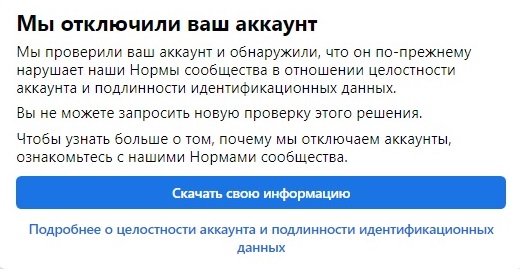 Мы отключили ваш аккаунт
Мы проверили ваш аккаунт и обнаружили, что он по-прежнему
нарушает наши Нормы сообщества в отношении целостности
аккаунта и подлинности идентификационных данных.
Вы не можете запросить новую проверку этого решения.
Чтобы узнать больше о том, почему мы отключаем аккаунты,
ознакомьтесь с нашими Нормами сообщества.
Скачать свою информацию
Подробнее о целостности аккаунта и подлинности идентификационных
данных